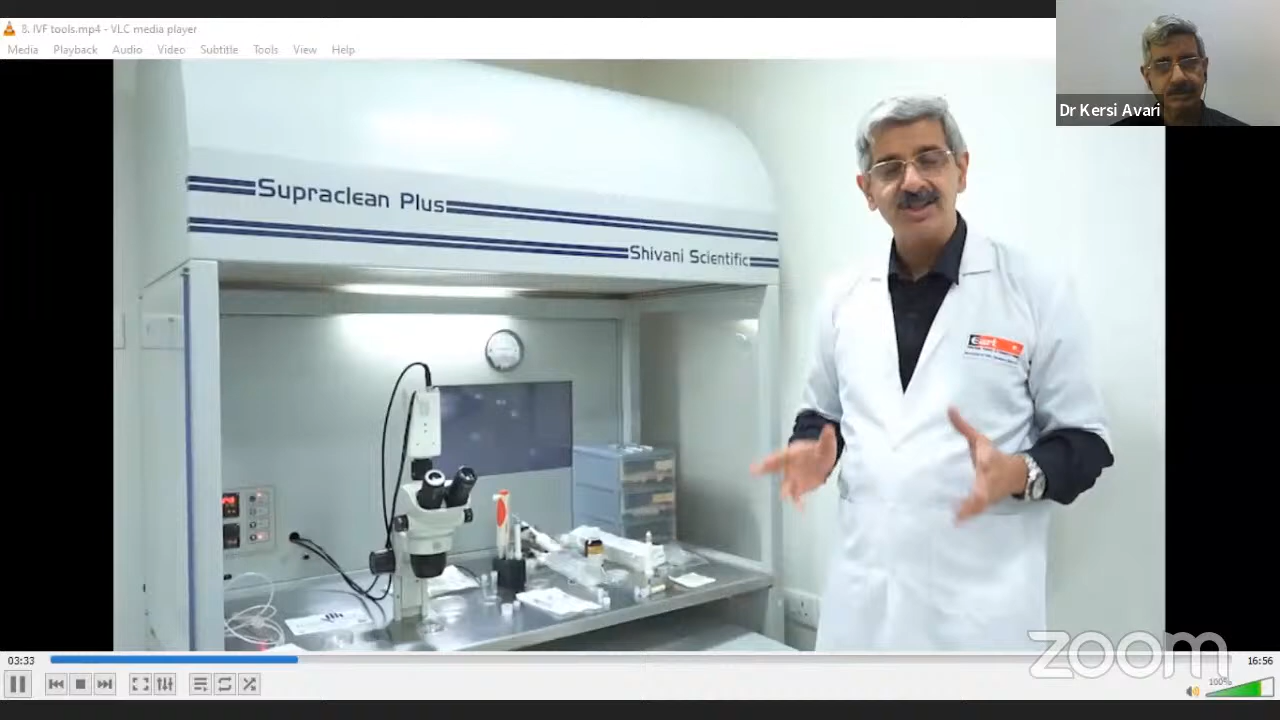 8. IVF tools.mp4 - VLC media player
Media Playback Audio Video Subtitle Tools View Help
Dr Kersi Avari
Supraclean Plus
Shivani Scientific
03:33
16:56
zoom
100%